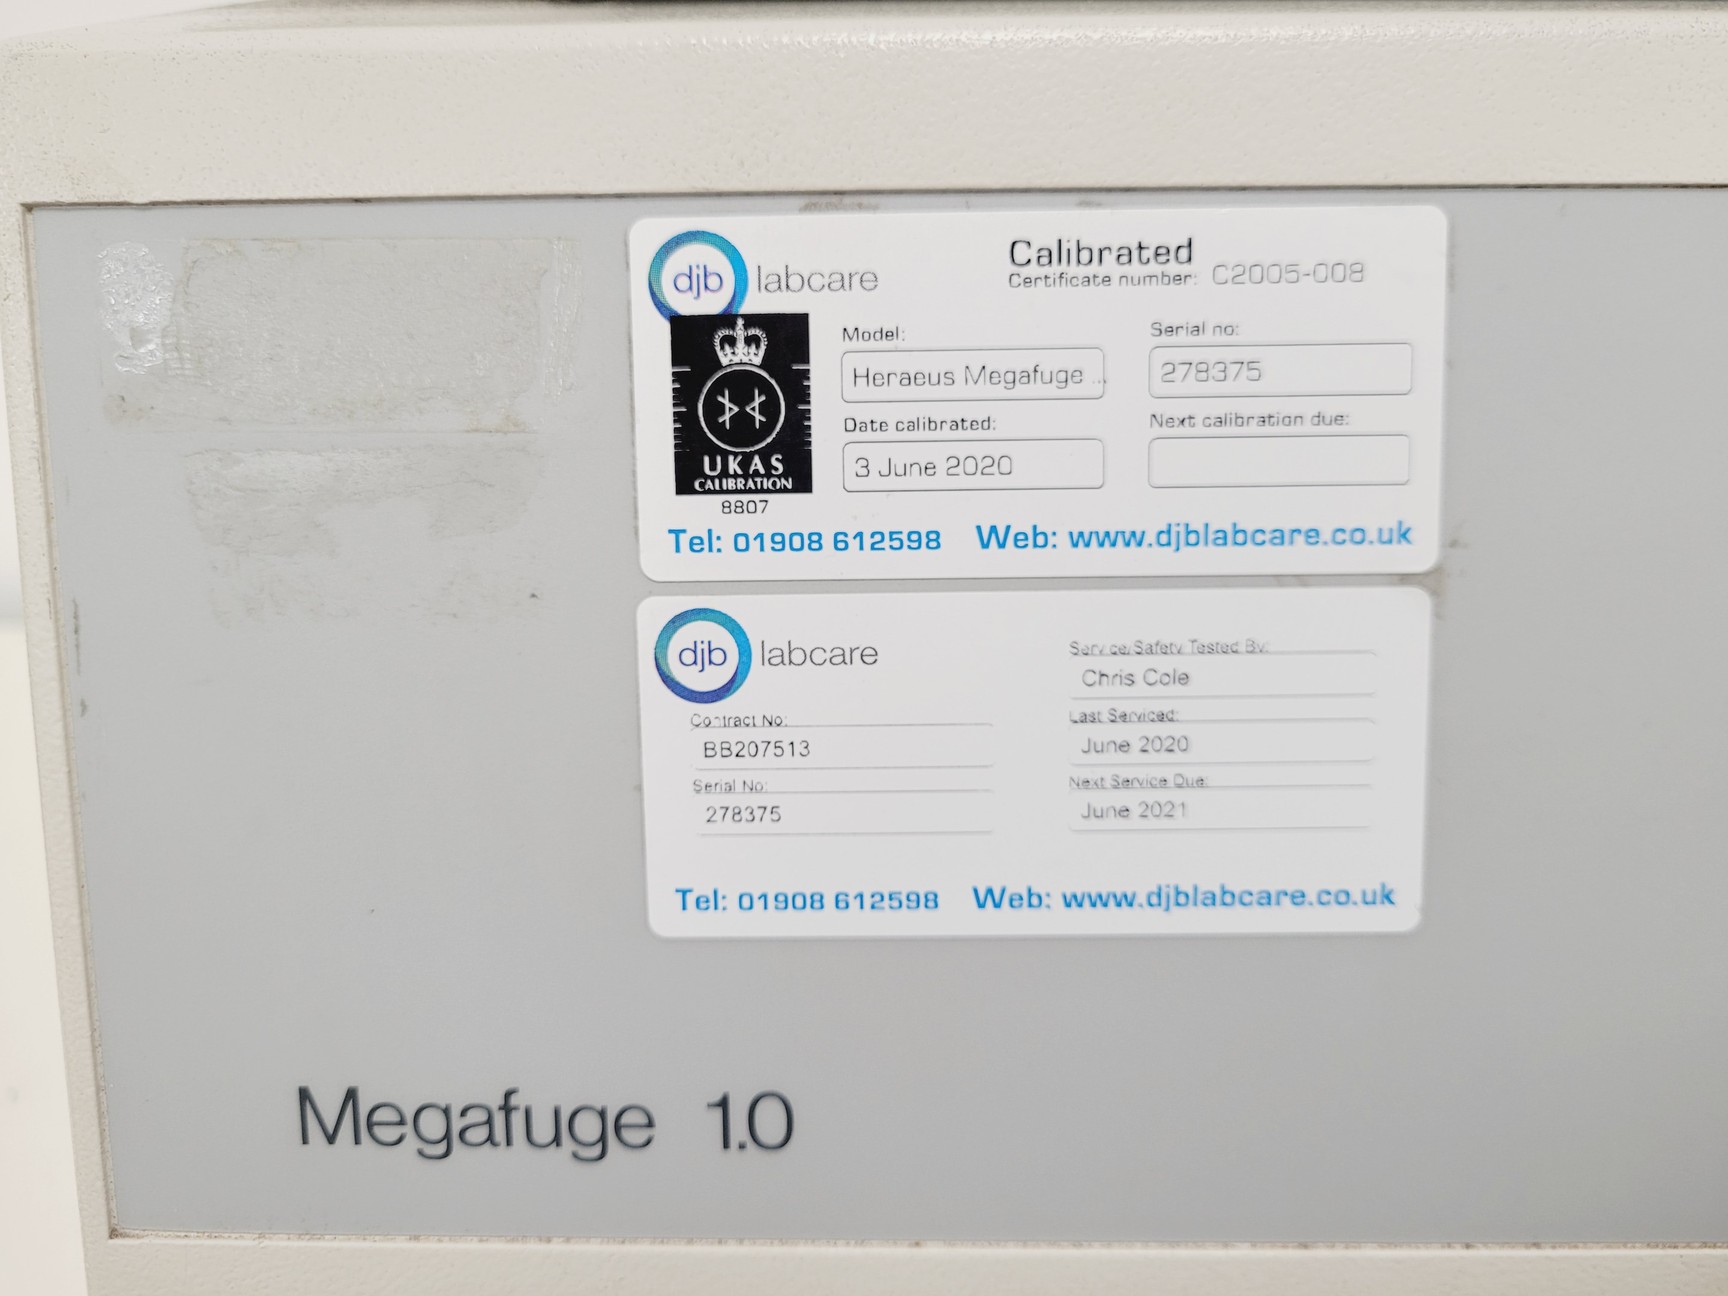 djb labcare
Calibrated
Certificate number: C2005-008
Model:
Heraeus Megafuge ...
Serial no:
278375
Date calibrated:
3 June 2020
Next calibration due:
UKAS
CALIBRATION
8807
Tel: 01908 612598 Web: www.djblabcare.co.uk
djb labcare
Service/Safety Tested By:
Chris Cole
Contract No:
BB207513
Last Serviced:
June 2020
Serial No:
278375
Next Service Due:
June 2021
Tel: 01908 612598 Web: www.djblabcare.co.uk
Megafuge 1.0